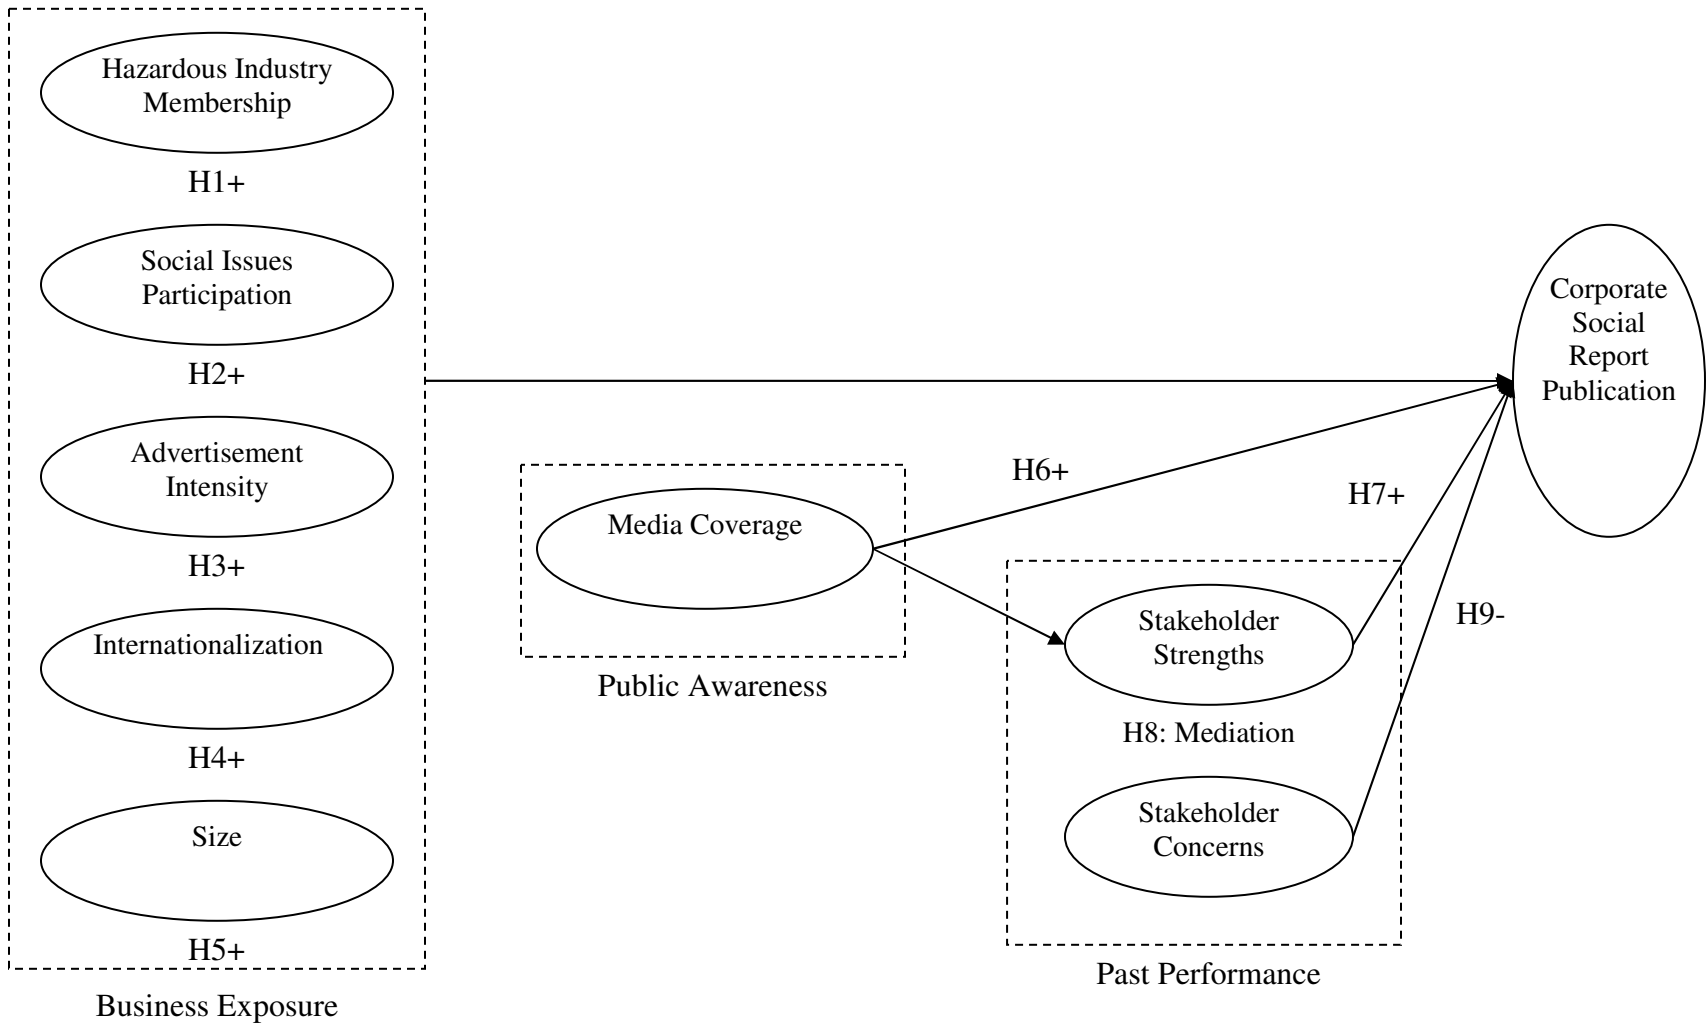 Hazardous Industry
Membership
H1+
Social Issues
Participation
H2+
Advertisement
Intensity
H3+
Internationalization
H4+
Size
H5+
Business Exposure
Media Coverage
Public Awareness
H6+
H7+
H9-
Stakeholder
Strengths
H8: Mediation
Stakeholder
Concerns
Past Performance
Corporate
Social
Report
Publication